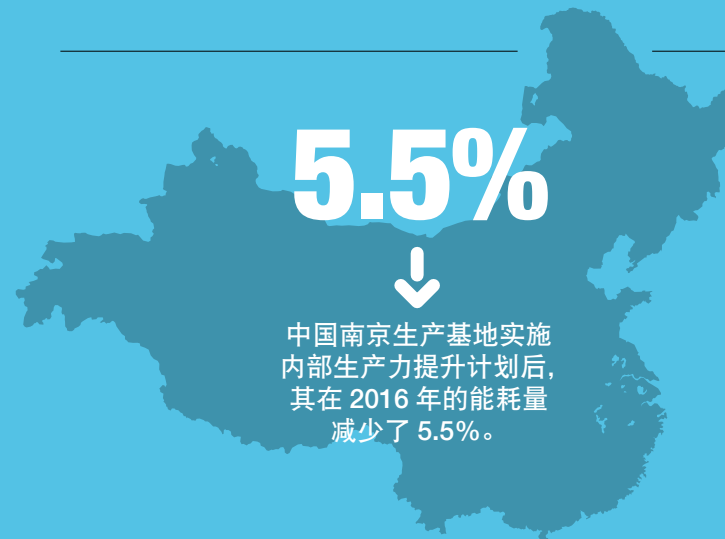 5.5%
中国南京生产基地实施
内部生产力提升计划后,
其在 2016 年的能耗量
减少了 5.5%。